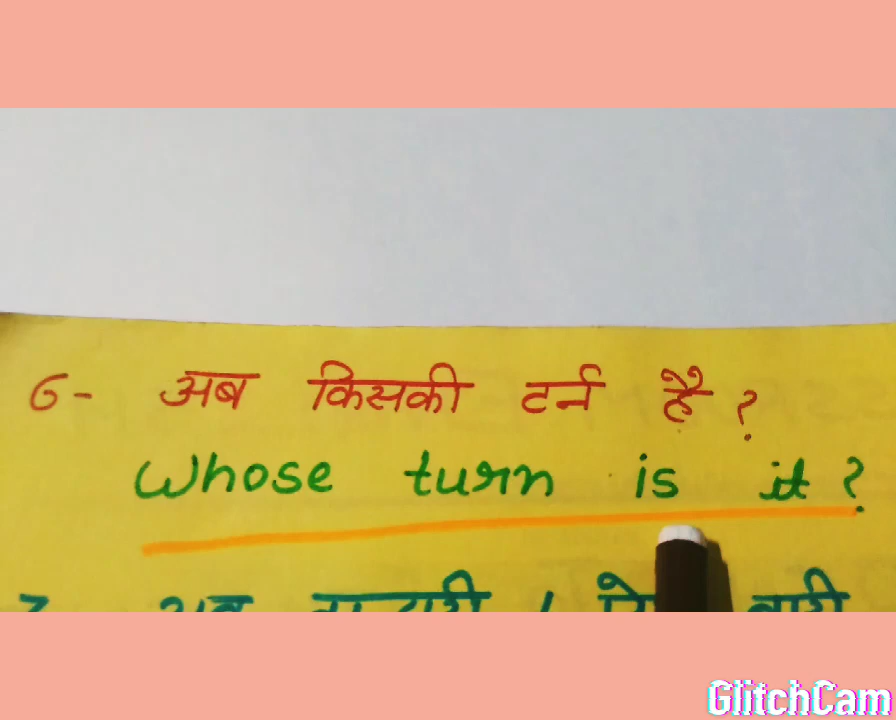 6- अब किसकी टर्न है ?
Whose turn is it ?
GlitchCam